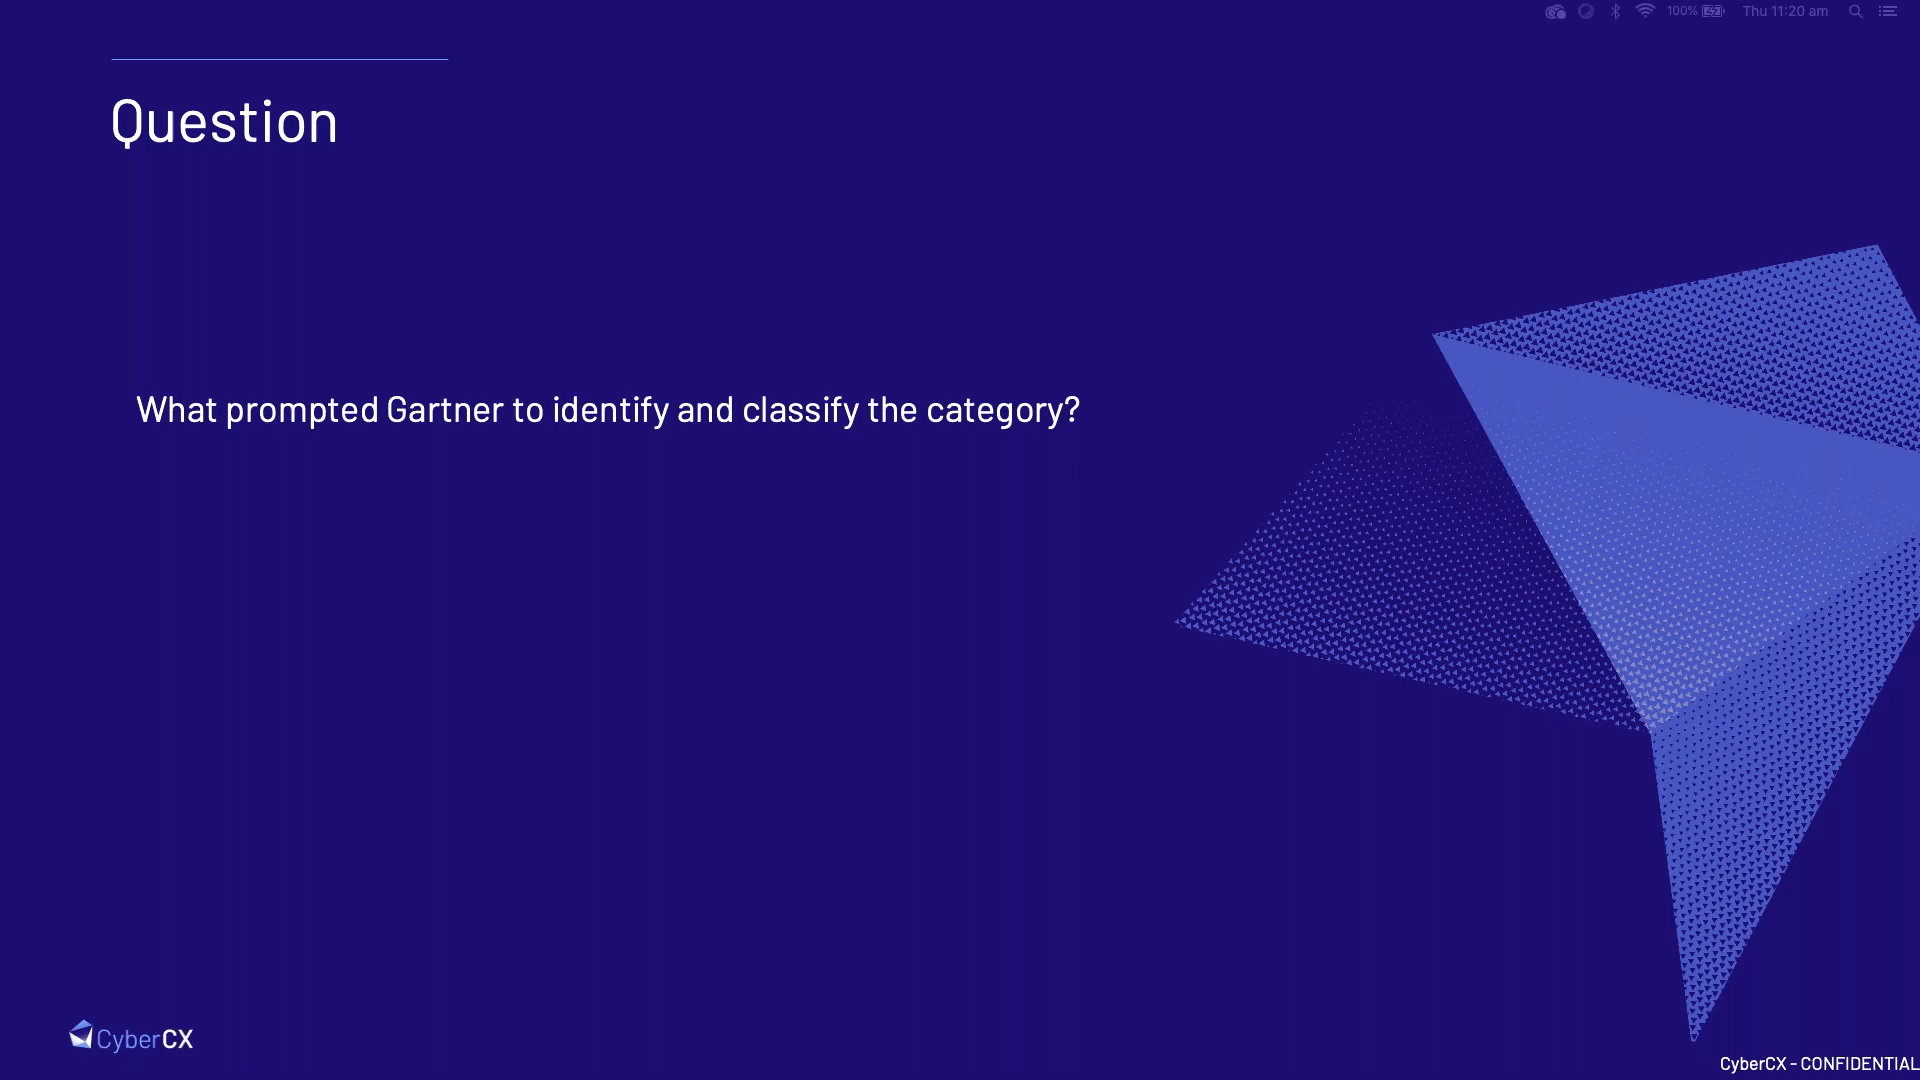 100% Thu 11:20 am
Question
What prompted Gartner to identify and classify the category?
CyberCX
CyberCX - CONFIDENTIAL